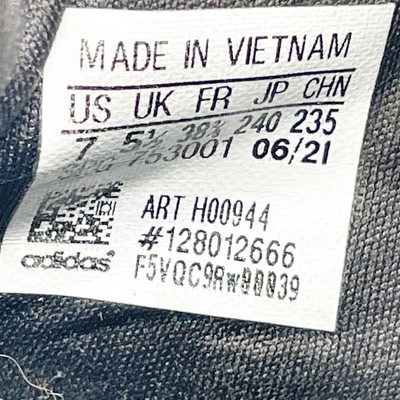 MADE IN VIETNAM
US UK FR JP CHN
7 5½ 38⅔ 240 235
753001 06/21
ART H00944
#128012666
F5VQC9RW00039
adidas